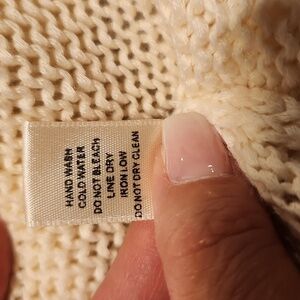 HAND WASH
COLD WATER
DO NOT BLEACH
LINE DRY
IRON LOW
DO NOT DRY CLEAN